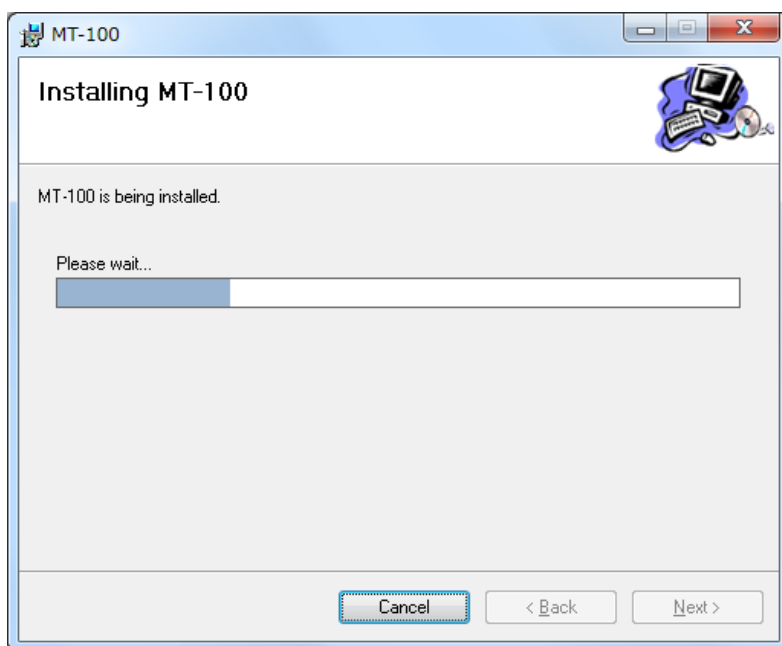 MT-100
Installing MT-100
MT-100 is being installed.
Please wait...
Cancel
< Back
Next >